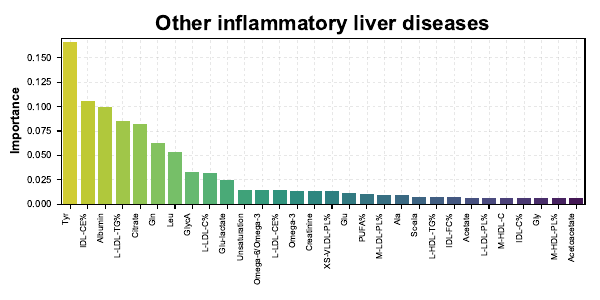 Other inflammatory liver diseases
Importance
0.150
0.125
0.100
0.075
0.050
0.025
0.000
Tyr
IDL-CE%
Albumin
L-LDL-TG%
Citrate
Gln
Leu
GlycA
L-LDL-C%
Glu-lactate
Unsaturation
Omega-6/Omega-3
L-LDL-CE%
Omega-3
Creatinine
XS-VLDL-PL%
Glu
PUFA%
M-LDL-PL%
Ala
L-HDL-TG%
IDL-FC%
Acetate
L-LDL-PL%
M-HDL-C
IDL-C%
Gly
M-HDL-PL%
Acetoacetate